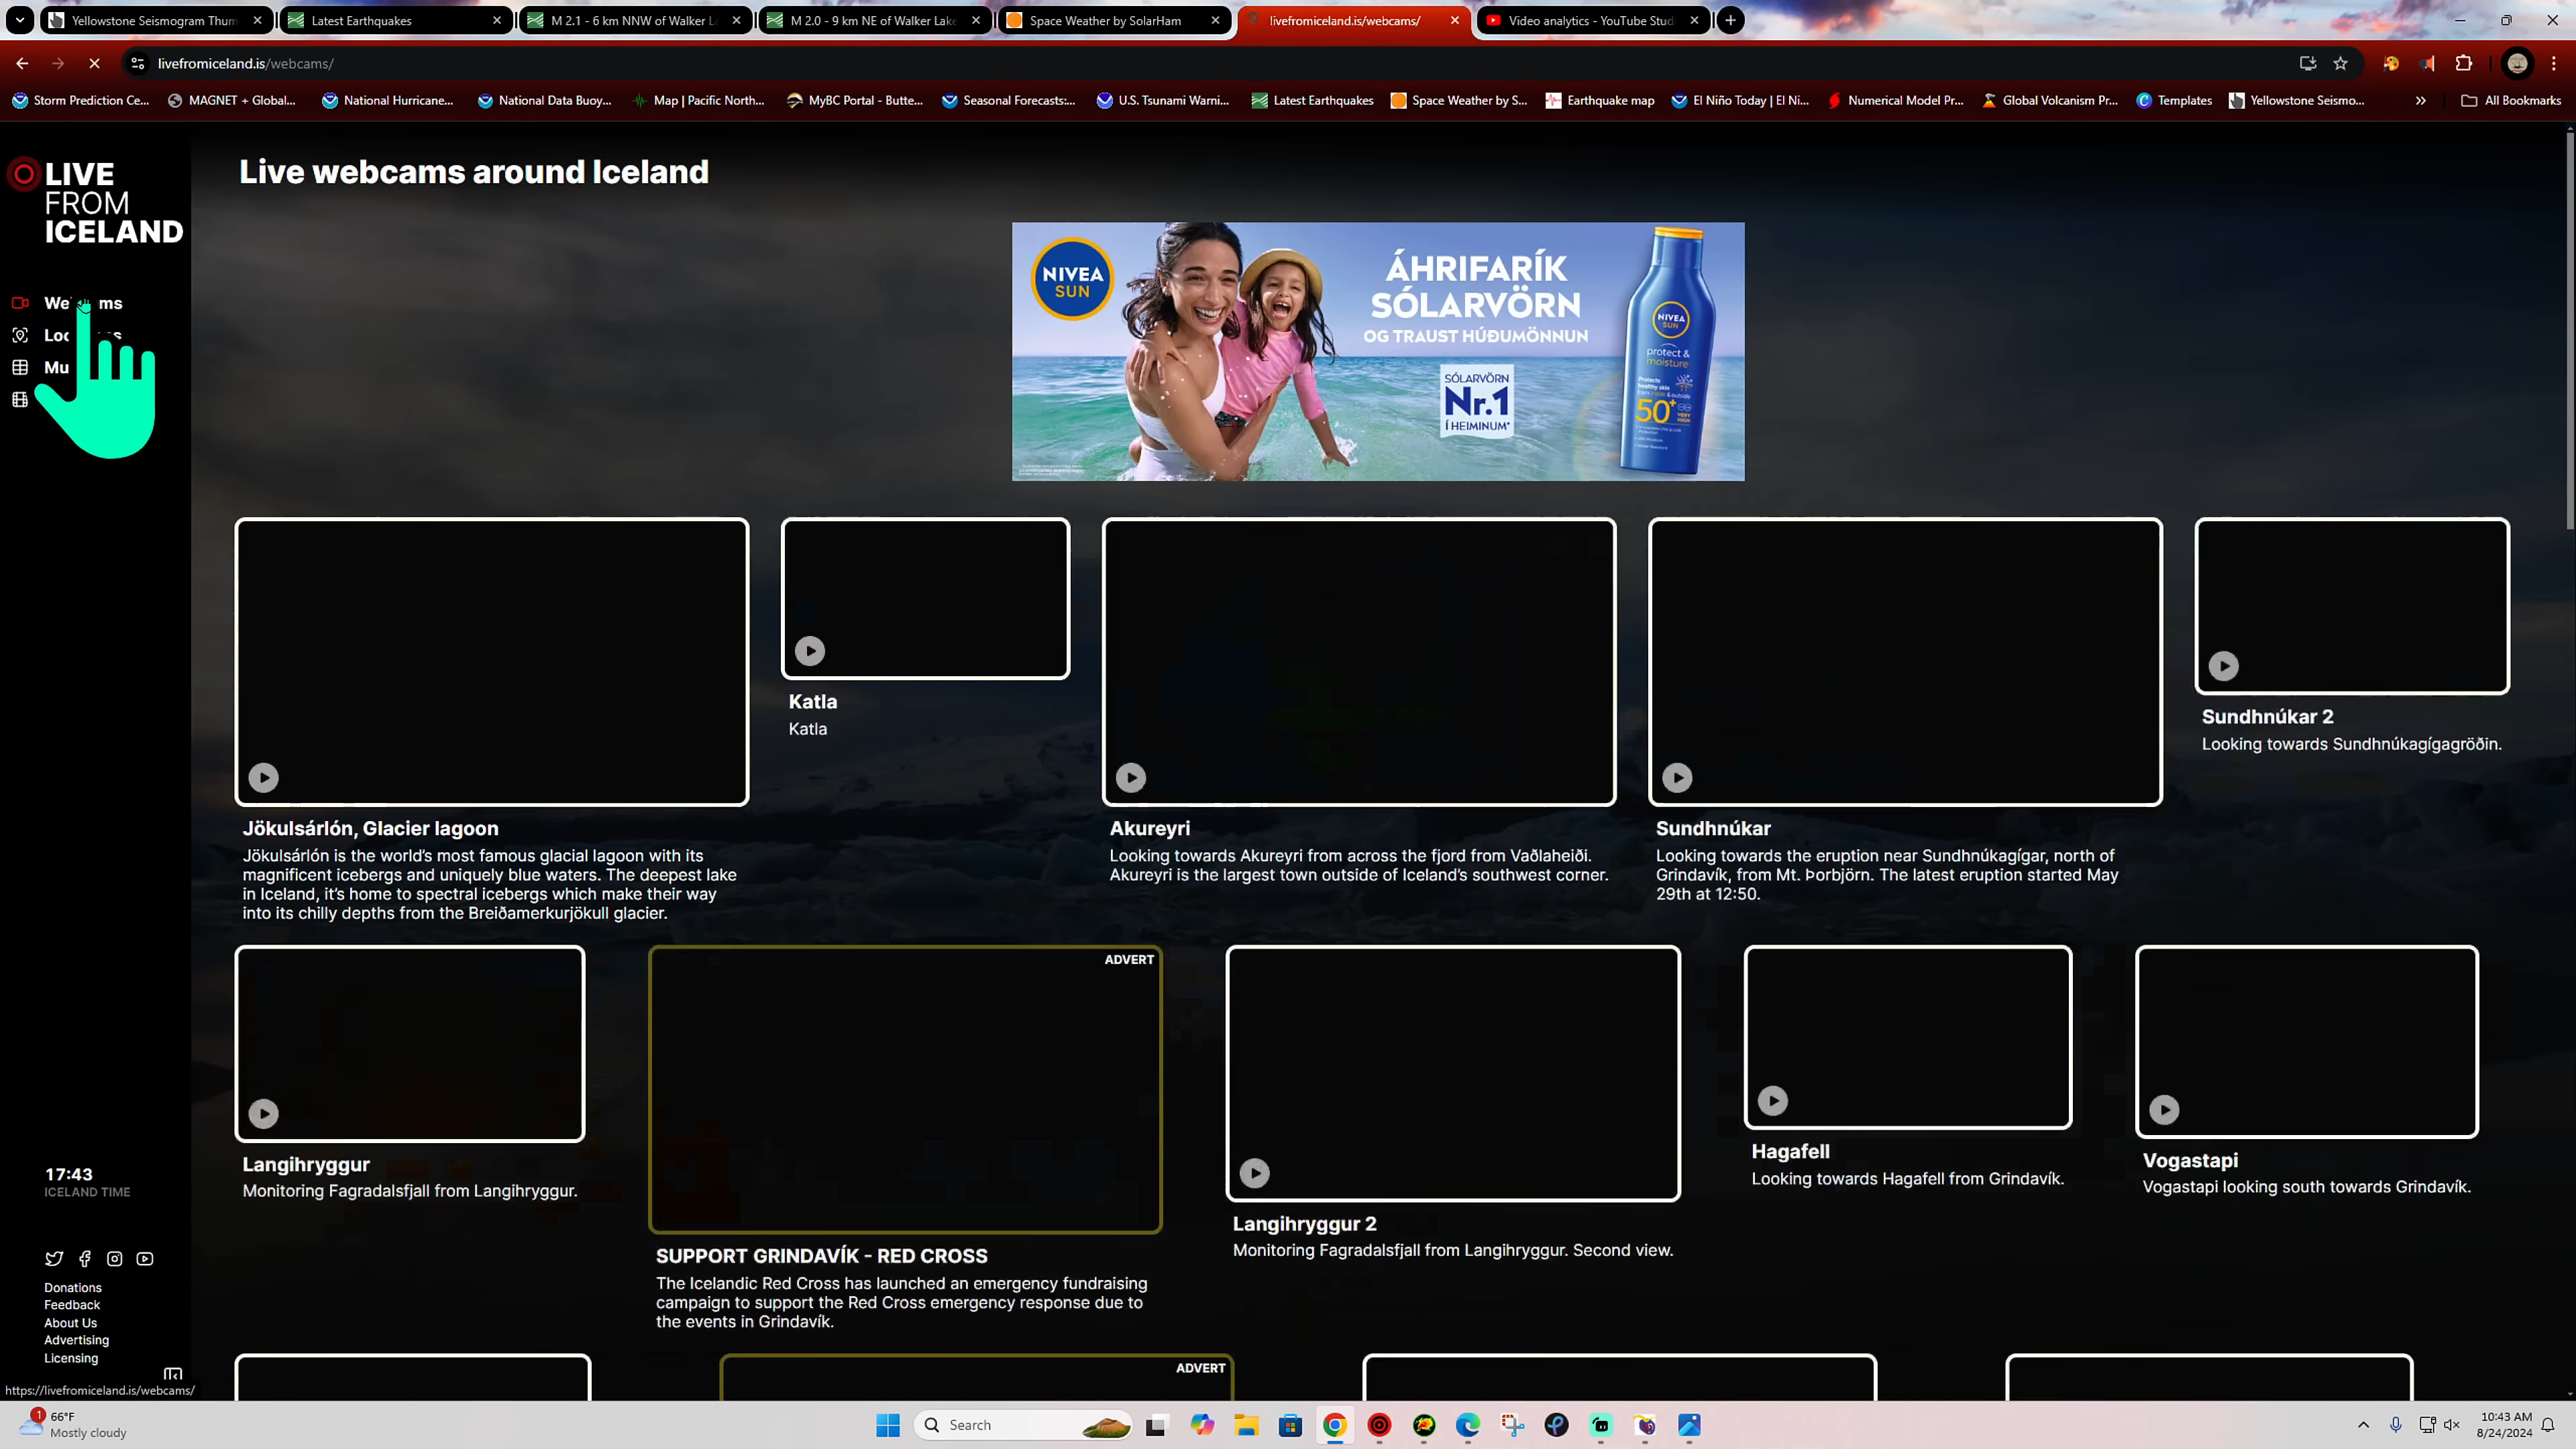 Yellowstone Seismogram Thum
Latest Earthquakes
M 2.1 - 6 km NNW of Walker L
M 2.0 - 9 km NE of Walker Lake
Space Weather by SolarHam
livefromiceland.is/webcams/
Video analytics - YouTube Stud
livefromiceland.is/webcams/
Storm Prediction Ce...
MAGNET + Global...
National Hurricane...
National Data Buoy...
Map | Pacific North...
MyBC Portal - Butte...
Seasonal Forecasts:...
U.S. Tsunami Warni...
Latest Earthquakes
Space Weather by S...
Earthquake map
El Niño Today | El Ni...
Numerical Model Pr...
Global Volcanism Pr...
Templates
Yellowstone Seismo...
All Bookmarks
LIVE
FROM
ICELAND
Live webcams around Iceland
NIVEA
SUN
ÁHRIFARÍK
SÓLARVÖRN
OG TRAUST HÚÐUMÖNNUN
SÓLARVÖRN
Nr.1
Í HEIMINUM*
NIVEA
SUN
protect &
moisture
50+
Jökulsárlón, Glacier lagoon
Jökulsárlón is the world's most famous glacial lagoon with its
magnificent icebergs and uniquely blue waters. The deepest lake
in Iceland, it's home to spectral icebergs which make their way
into its chilly depths from the Breiðamerkurjökull glacier.
Katla
Katla
Akureyri
Looking towards Akureyri from across the fjord from Vaðlaheiði.
Akureyri is the largest town outside of Iceland's southwest corner.
Sundhnúkar
Looking towards the eruption near Sundhnúkagígar, north of
Grindavík, from Mt. Þorbjörn. The latest eruption started May
29th at 12:50.
Sundhnúkar 2
Looking towards Sundhnúkagígagröðin.
Langihryggur
Monitoring Fagradalsfjall from Langihryggur.
ADVERT
SUPPORT GRINDAVÍK - RED CROSS
The Icelandic Red Cross has launched an emergency fundraising
campaign to support the Red Cross emergency response due to
the events in Grindavík.
Langihryggur 2
Monitoring Fagradalsfjall from Langihryggur. Second view.
Hagafell
Looking towards Hagafell from Grindavík.
Vogastapi
Vogastapi looking south towards Grindavík.
ADVERT
17:43
ICELAND TIME
Donations
Feedback
About Us
Advertising
Licensing
https://livefromiceland.is/webcams/
1
66°F
Mostly cloudy
Search
10:43 AM
8/24/2024